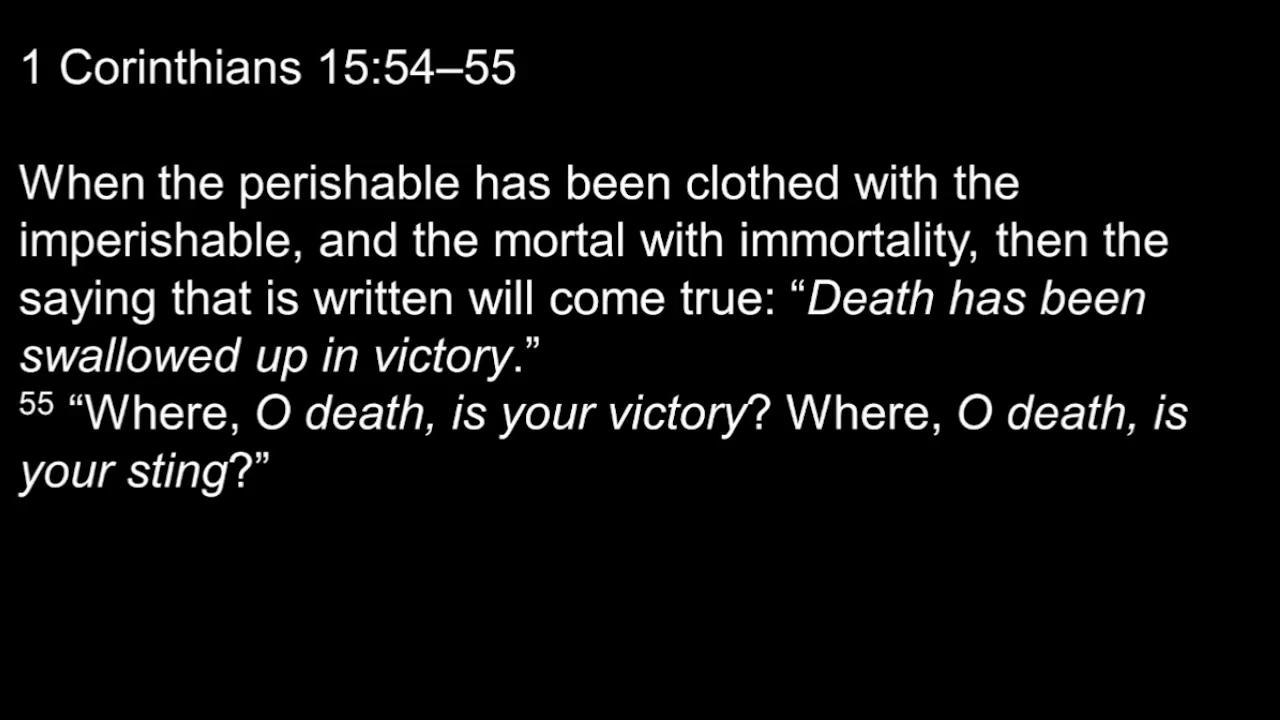 1 Corinthians 15:54–55
When the perishable has been clothed with the
imperishable, and the mortal with immortality, then the
saying that is written will come true: “Death has been
swallowed up in victory.”
55 “Where, O death, is your victory? Where, O death, is
your sting?”